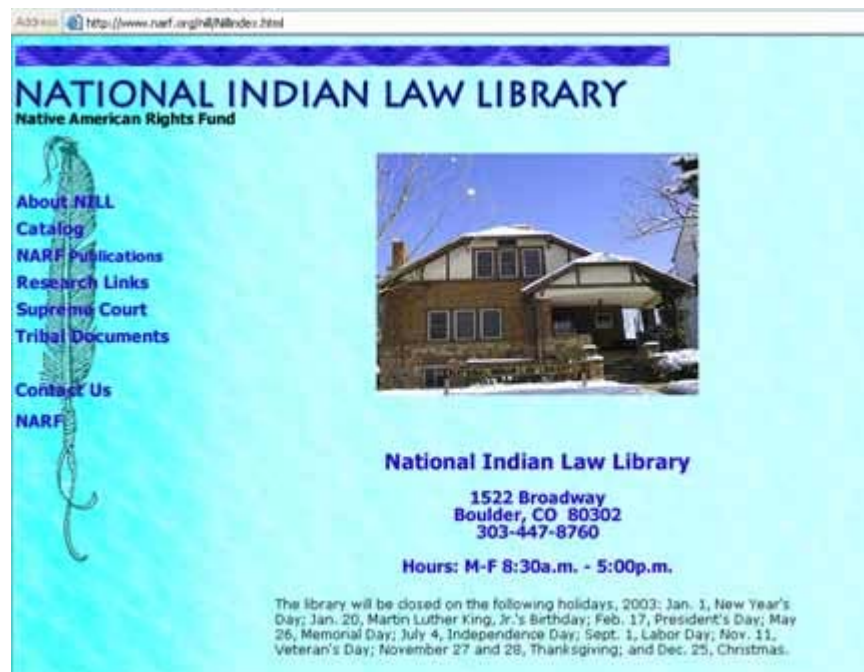 Address http://www.narf.org/nill/NillIndex.html
NATIONAL INDIAN LAW LIBRARY
Native American Rights Fund
About NILL
Catalog
NARF Publications
Research Links
Supreme Court
Tribal Documents
Contact Us
NARF
National Indian Law Library
1522 Broadway
Boulder, CO 80302
303-447-8760
Hours: M-F 8:30a.m. - 5:00p.m.
The library will be closed on the following holidays, 2003: Jan. 1, New Year's
Day; Jan. 20, Martin Luther King, Jr.'s Birthday; Feb. 17, President's Day; May
26, Memorial Day; July 4, Independence Day; Sept. 1, Labor Day; Nov. 11,
Veteran's Day; November 27 and 28, Thanksgiving; and Dec. 25, Christmas.